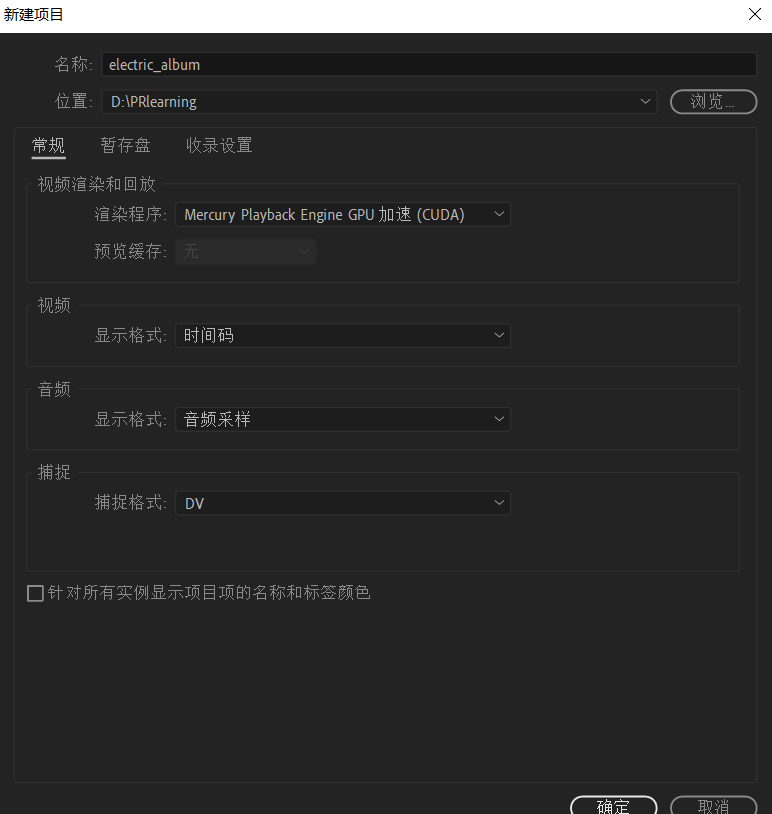 新建项目
名称: electric_album
位置: D:\PRlearning 浏览...
常规 暂存盘 收录设置
视频渲染和回放
渲染程序: Mercury Playback Engine GPU 加速 (CUDA)
预览缓存: 无
视频
显示格式: 时间码
音频
显示格式: 音频采样
捕捉
捕捉格式: DV
针对所有实例显示项目项的名称和标签颜色
确定 取消